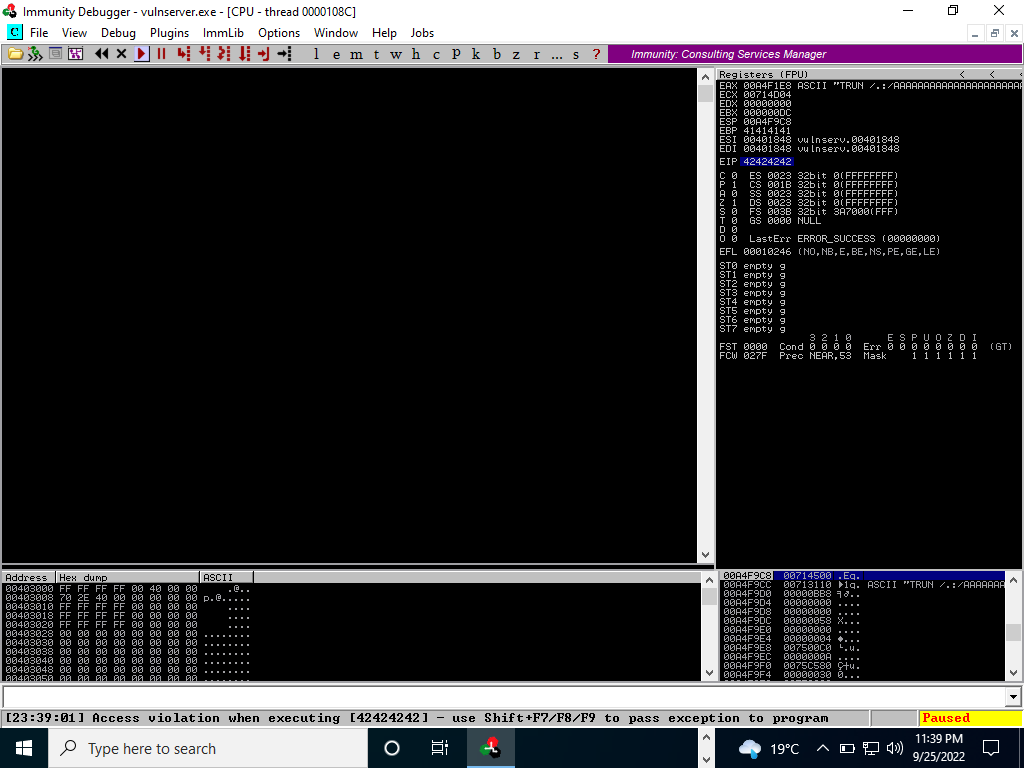 Immunity Debugger - vulnserver.exe - [CPU - thread 0000108C]
C File View Debug Plugins ImmLib Options Window Help Jobs
l e m t w h c P k b z r ... s ? Immunity: Consulting Services Manager
Registers (FPU) < < <
EAX 00A4F1E8 ASCII "TRUN /.:/AAAAAAAAAAAAAAAAAAAAAA
ECX 00714D04
EDX 00000000
EBX 000000DC
ESP 00A4F9C8
EBP 41414141
ESI 00401848 vulnserv.00401848
EDI 00401848 vulnserv.00401848
EIP 42424242
C 0 ES 0023 32bit 0(FFFFFFFF)
P 1 CS 001B 32bit 0(FFFFFFFF)
A 0 SS 0023 32bit 0(FFFFFFFF)
Z 1 DS 0023 32bit 0(FFFFFFFF)
S 0 FS 003B 32bit 3A7000(FFF)
T 0 GS 0000 NULL
D 0
O 0 LastErr ERROR_SUCCESS (00000000)
EFL 00010246 (NO,NB,E,BE,NS,PE,GE,LE)
ST0 empty g
ST1 empty g
ST2 empty g
ST3 empty g
ST4 empty g
ST5 empty g
ST6 empty g
ST7 empty g
3 2 1 0 E S P U O Z D I
FST 0000 Cond 0 0 0 0 Err 0 0 0 0 0 0 0 0 (GT)
FCW 027F Prec NEAR,53 Mask 1 1 1 1 1 1
Address Hex dump ASCII
00403000 FF FF FF FF 00 40 00 00 .@..
00403008 70 2E 40 00 00 00 00 00 p.@.....
00403010 FF FF FF FF 00 00 00 00 ....
00403018 FF FF FF FF 00 00 00 00 ....
00403020 FF FF FF FF 00 00 00 00 ....
00403028 00 00 00 00 00 00 00 00 ........
00403030 00 00 00 00 00 00 00 00 ........
00403038 00 00 00 00 00 00 00 00 ........
00403040 00 00 00 00 00 00 00 00 ........
00403048 00 00 00 00 00 00 00 00 ........
00403050 00 00 00 00 00 00 00 00 ........
00A4F9C8 00714500 .Eq.
00A4F9CC 00713110 ►1q. ASCII "TRUN /.:/AAAAAAA
00A4F9D0 00000BB8
00A4F9D4 00000000 ....
00A4F9D8 00000000 ....
00A4F9DC 00000058 X...
00A4F9E0 00000000 ....
00A4F9E4 00000004 ♦...
00A4F9E8 007500C0 └.u.
00A4F9EC 0000000A ....
00A4F9F0 0075C580
00A4F9F4 00000030 0...
[23:39:01] Access violation when executing [42424242] - use Shift+F7/F8/F9 to pass exception to program Paused
Type here to search
19°C
11:39 PM
9/25/2022